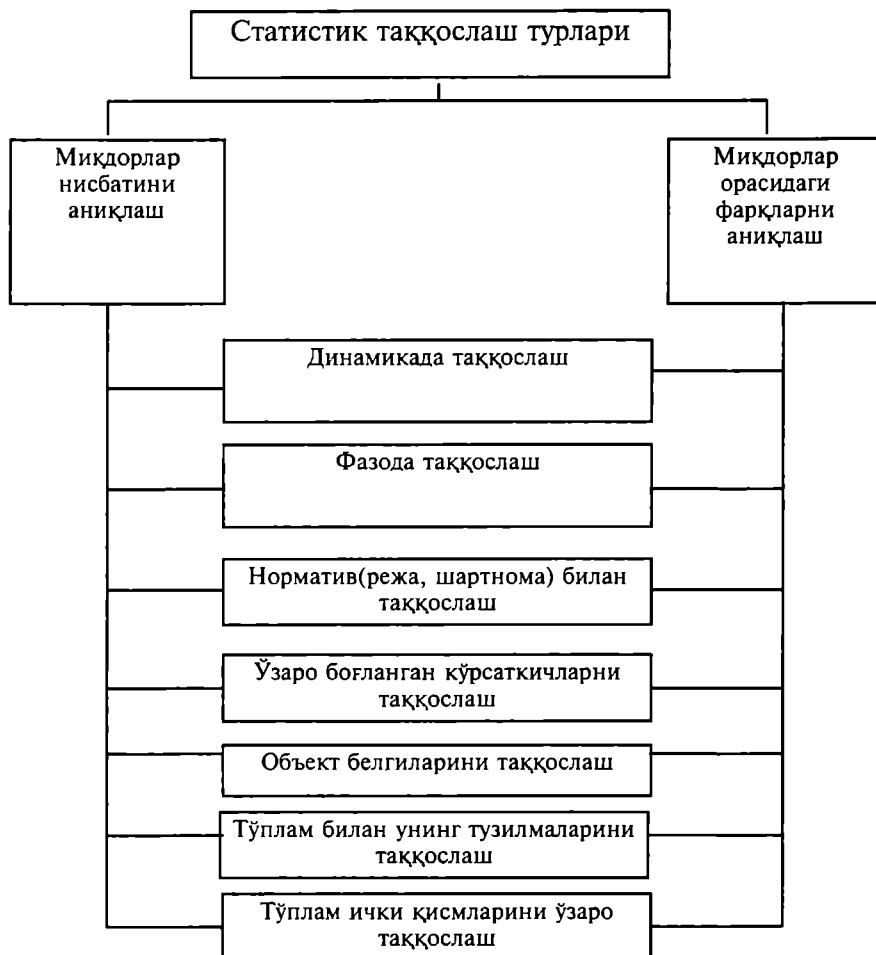 Статистик таққослаш турлари
Миқдорлар
нисбатини
аниқлаш
Миқдорлар
орасидаги
фарқларни
аниқлаш
Динамикада таққослаш
Фазода таққослаш
Норматив(режа, шартнома) билан
таққослаш
Ўзаро боғланган кўрсаткичларни
таққослаш
Объект белгиларини таққослаш
Тўплам билан унинг тузилмаларини
таққослаш
Тўплам ички қисмларини ўзаро
таққослаш